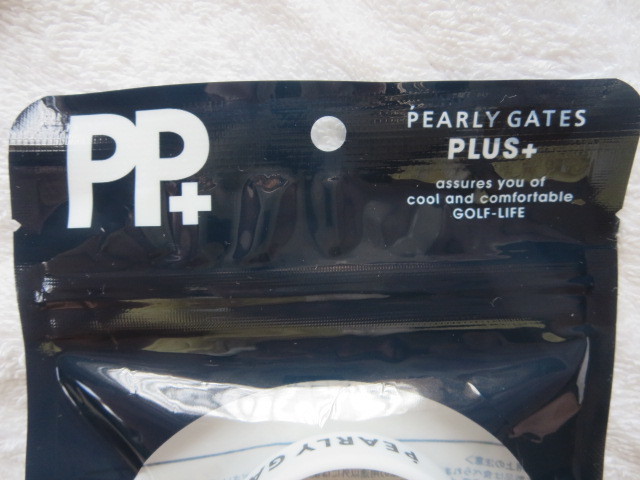 PP+
PEARLY GATES
PLUS+
assures you of
cool and comfortable
GOLF-LIFE
PEARLY GA